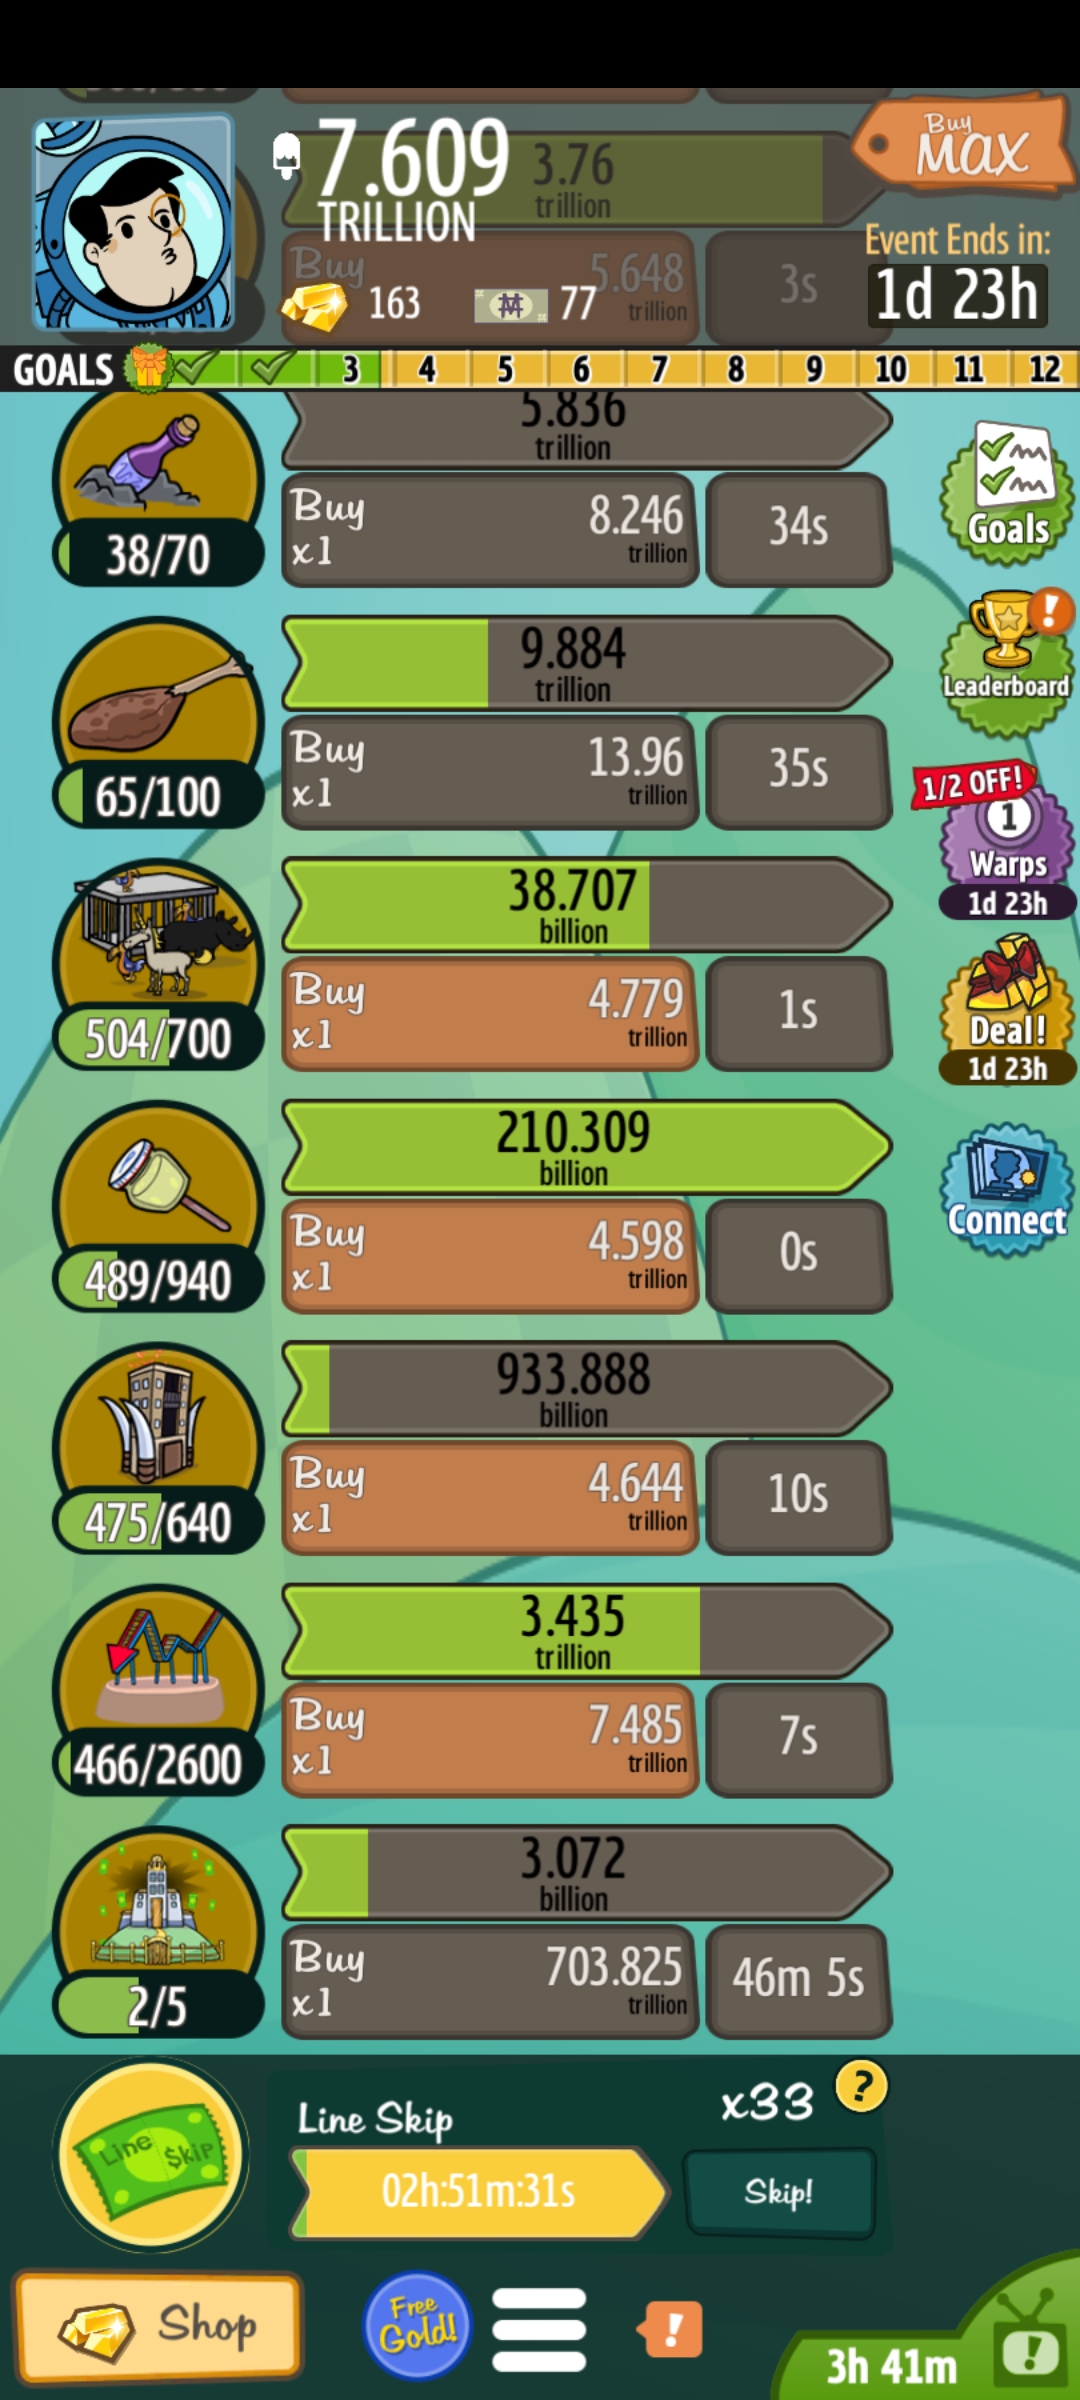 Buy
MAX
7.609
TRILLION
3.76
trillion
Event Ends in:
1d 23h
Buy
5.648
trillion
3s
163
M
77
GOALS 3 4 5 6 7 8 9 10 11 12
5.836
trillion
Buy
x1
8.246
trillion
34s
38/70
Goals
9.884
trillion
Buy
x1
13.96
trillion
35s
65/100
!
Leaderboard
1/2 OFF!
1
Warps
1d 23h
38.707
billion
Buy
x1
4.779
trillion
1s
504/700
Deal!
1d 23h
210.309
billion
Buy
x1
4.598
trillion
0s
489/940
Connect
933.888
billion
Buy
x1
4.644
trillion
10s
475/640
3.435
trillion
Buy
x1
7.485
trillion
7s
466/2600
3.072
billion
Buy
x1
703.825
trillion
46m 5s
2/5
Line $kip
Line Skip
x33
?
02h:51m:31s
Skip!
Shop
Free
Gold!
!
3h 41m
!